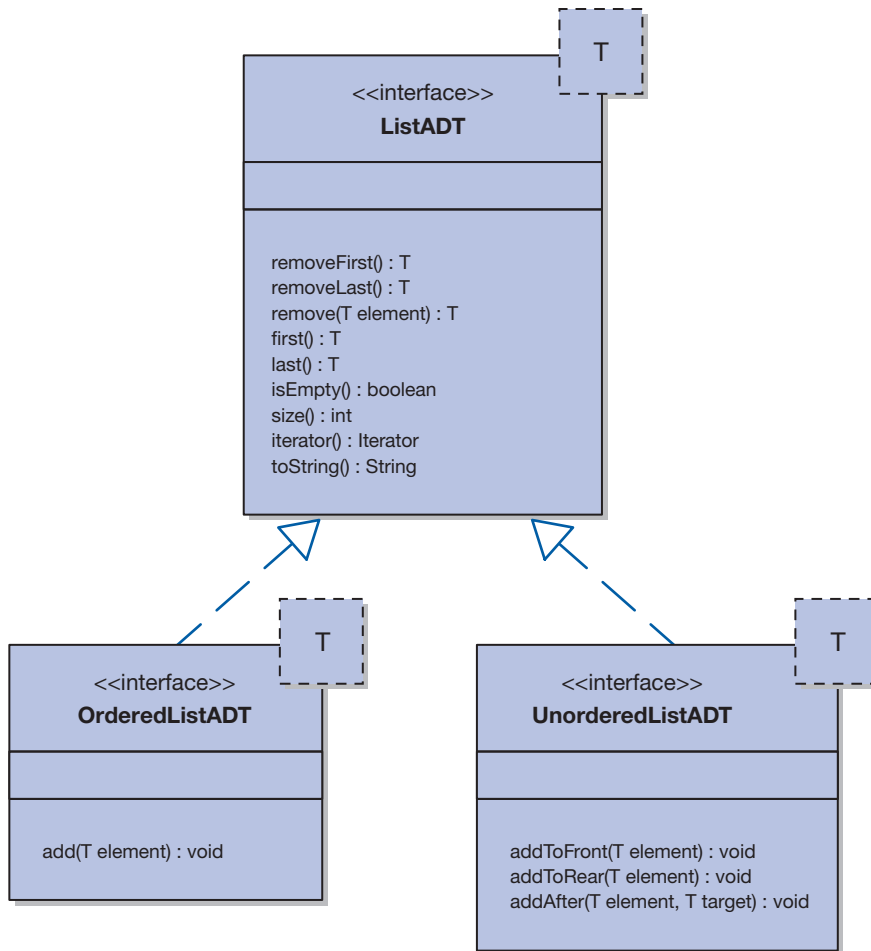 T
<<interface>>
ListADT
removeFirst() : T
removeLast() : T
remove(T element) : T
first() : T
last() : T
isEmpty() : boolean
size() : int
iterator() : Iterator
toString() : String
T
<<interface>>
OrderedListADT
add(T element) : void
T
<<interface>>
UnorderedListADT
addToFront(T element) : void
addToRear(T element) : void
addAfter(T element, T target) : void